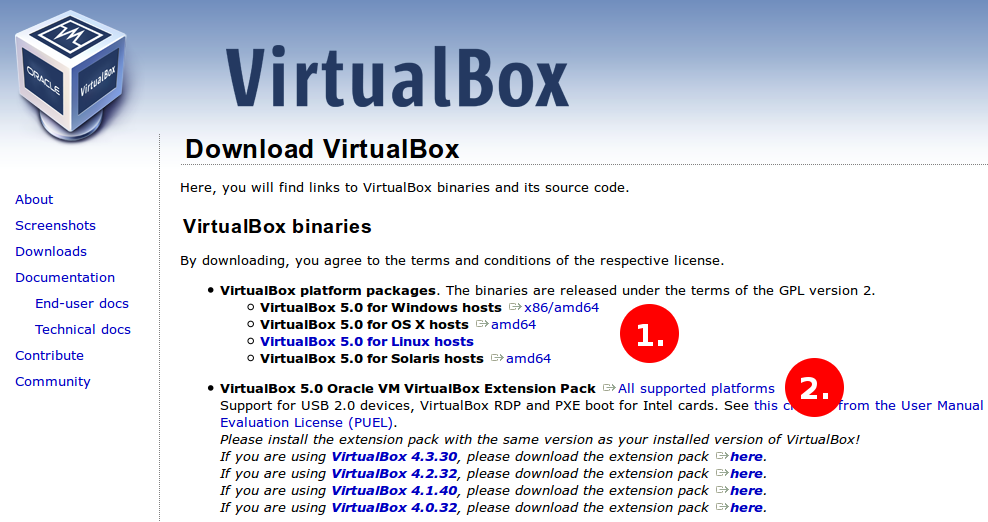 ORACLE
VirtualBox
VirtualBox
Download VirtualBox
Here, you will find links to VirtualBox binaries and its source code.
About
Screenshots
Downloads
Documentation
End-user docs
Technical docs
Contribute
Community
VirtualBox binaries
By downloading, you agree to the terms and conditions of the respective license.
• VirtualBox platform packages. The binaries are released under the terms of the GPL version 2.
VirtualBox 5.0 for Windows hosts x86/amd64
VirtualBox 5.0 for OS X hosts amd64
VirtualBox 5.0 for Linux hosts
VirtualBox 5.0 for Solaris hosts amd64
1.
• VirtualBox 5.0 Oracle VM VirtualBox Extension Pack All supported platforms
2.
Support for USB 2.0 devices, VirtualBox RDP and PXE boot for Intel cards. See this from the User Manual
Evaluation License (PUEL).
Please install the extension pack with the same version as your installed version of VirtualBox!
If you are using VirtualBox 4.3.30, please download the extension pack here.
If you are using VirtualBox 4.2.32, please download the extension pack here.
If you are using VirtualBox 4.1.40, please download the extension pack here.
If you are using VirtualBox 4.0.32, please download the extension pack here.